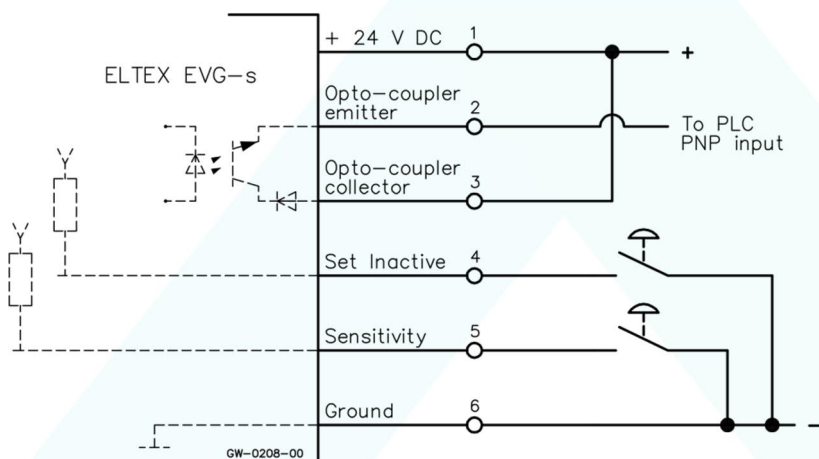 + 24 V DC
1
+
ELTEX EVG-s
Opto-coupler
emitter
2
To PLC
PNP input
Opto-coupler
collector
3
Set Inactive
4
Sensitivity
5
Ground
6
-
GW-0208-00